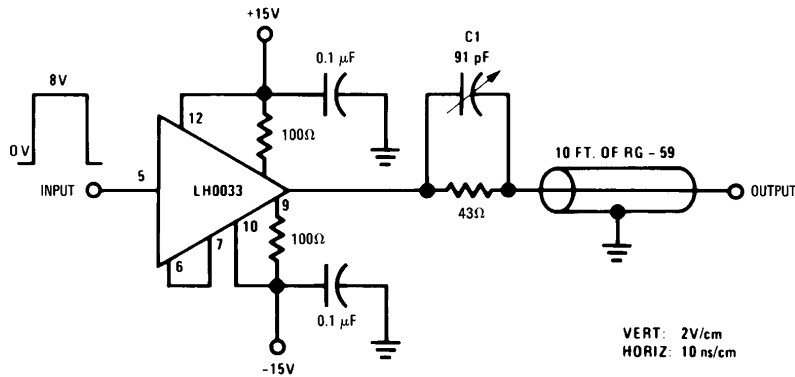 +15V
C1
0.1 μF
91 pF
8V
12
0V
100Ω
10 FT. OF RG - 59
5
INPUT
LH0033
OUTPUT
9
43Ω
10
100Ω
7
6
0.1 μF
VERT: 2V/cm
HORIZ: 10 ns/cm
-15V